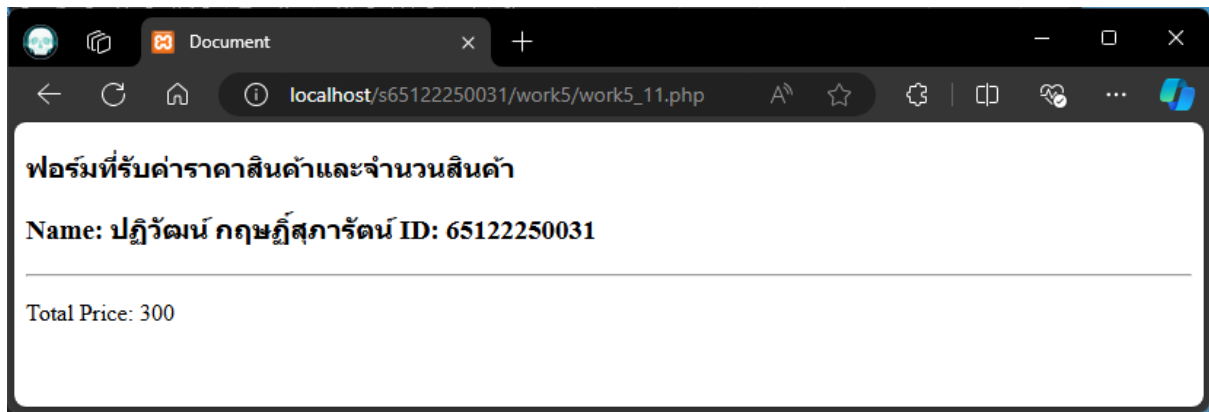 Document
localhost/s65122250031/work5/work5_11.php
ฟอร์มที่รับค่าราคาสินค้าและจำนวนสินค้า
Name: ปฏิวัฒน์ กฤษฏิ์สุภารัตน์ ID: 65122250031
Total Price: 300